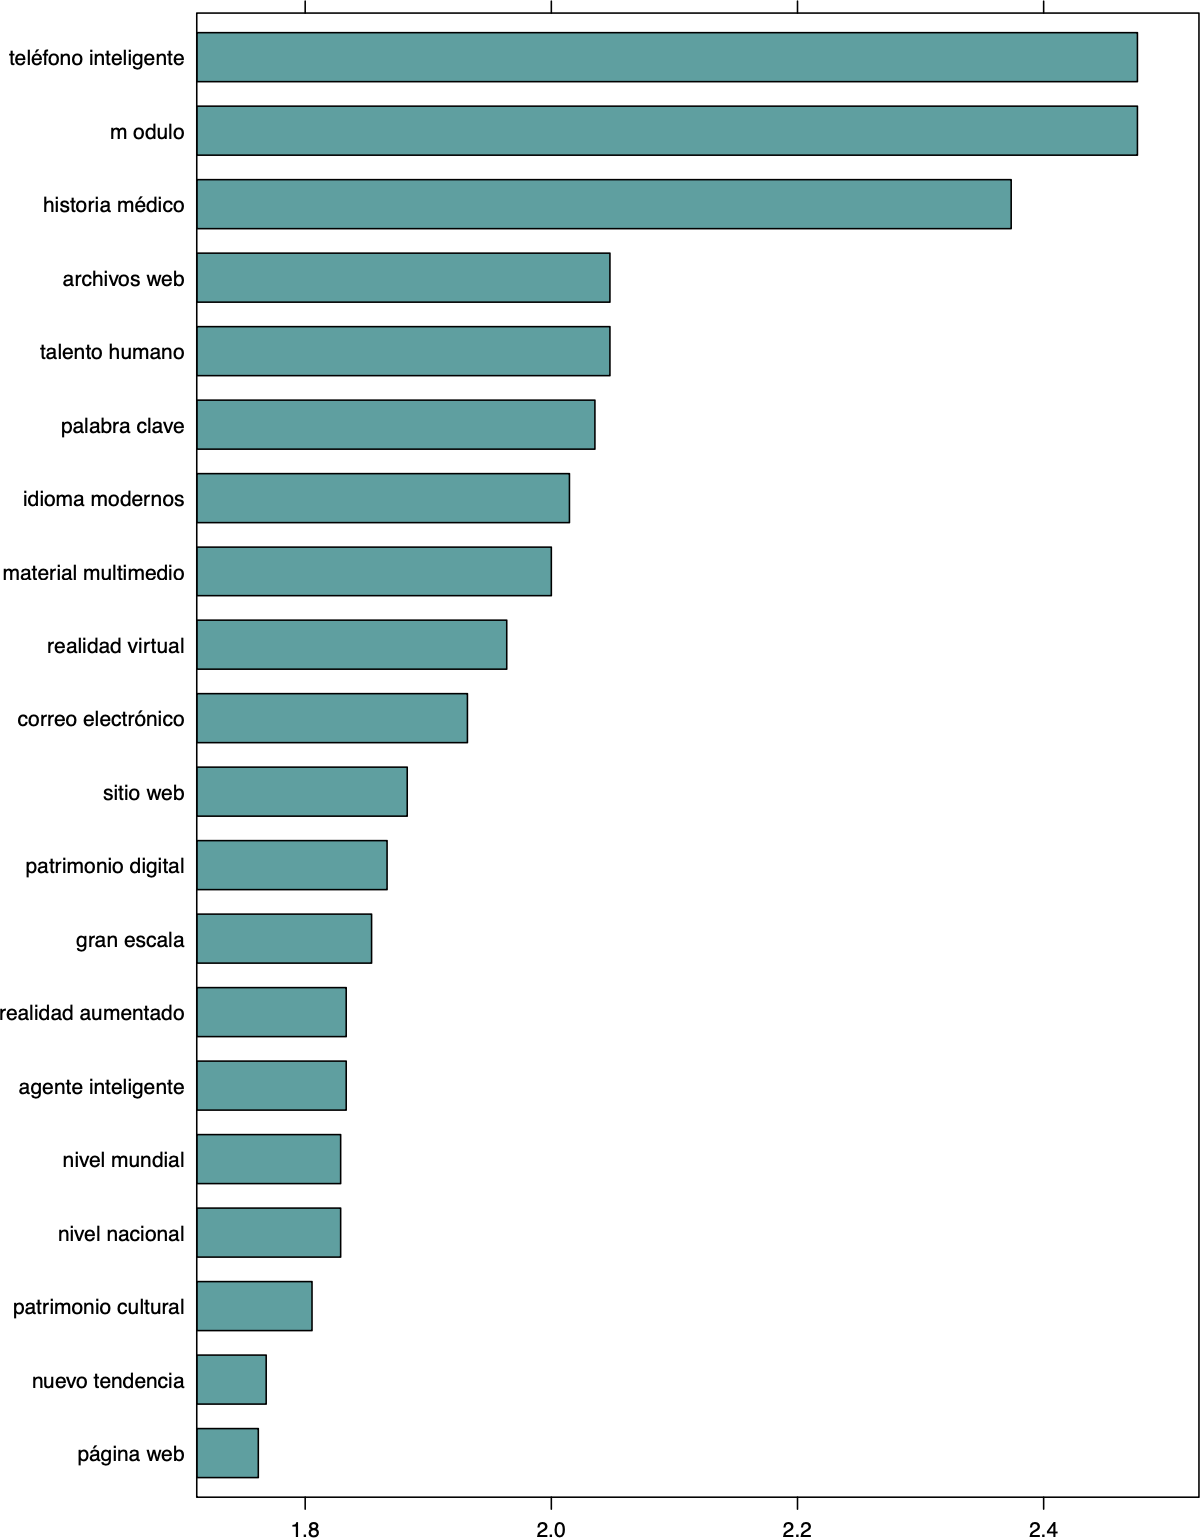 teléfono inteligente
m odulo
historia médico
archivos web
talento humano
palabra clave
idioma modernos
material multimedio
realidad virtual
correo electrónico
sitio web
patrimonio digital
gran escala
realidad aumentado
agente inteligente
nivel mundial
nivel nacional
patrimonio cultural
nuevo tendencia
página web
1.8 2.0 2.2 2.4